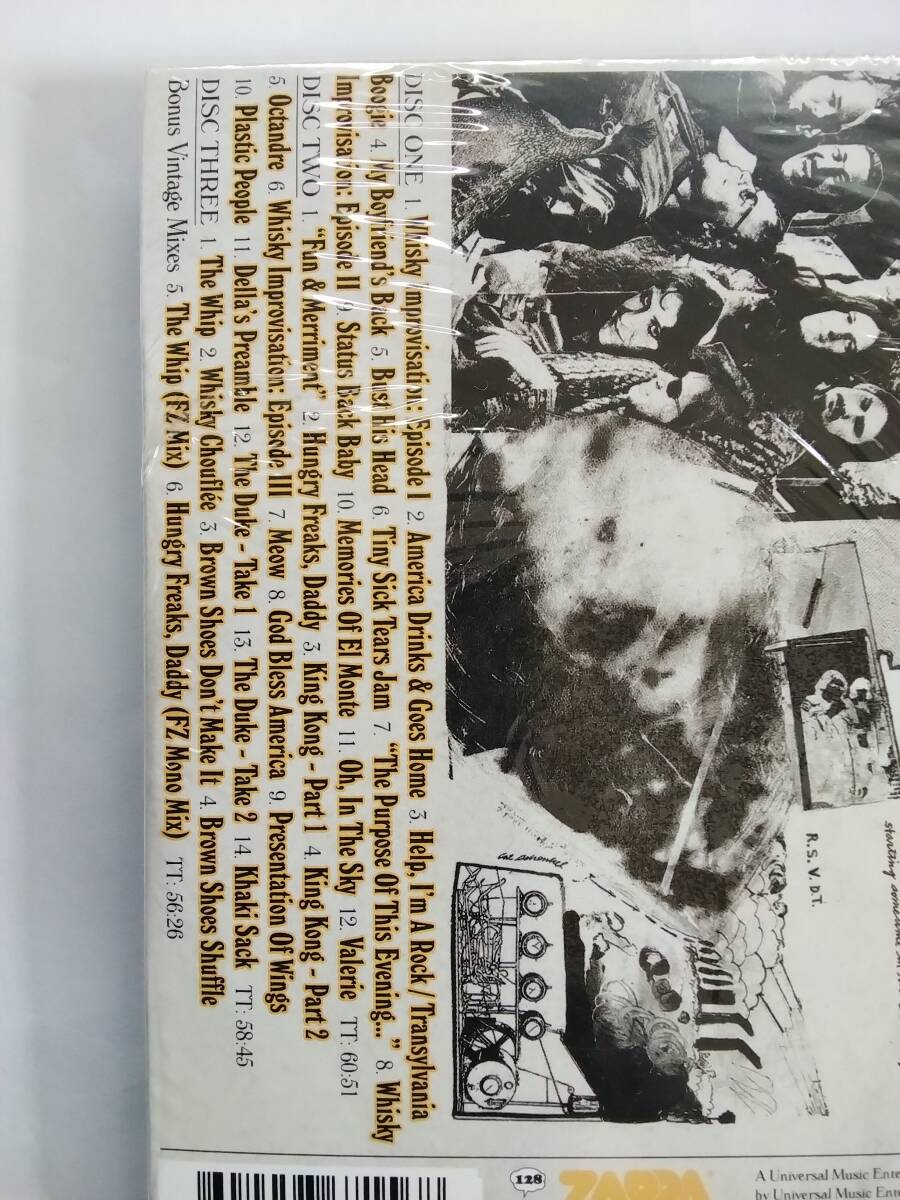 DISC ONE 1. Whisky Improvisation: Episode I 2. America Drinks & Goes Home 3. Help, I'm A Rock / Transylvania
Boogie 4. My Boyfriend's Back 5. Bust His Head 6. Tiny Sick Tears Jam 7. "The Purpose Of This Evening..." 8. Whisky
Improvisation: Episode II 9. Status Back Baby 10. Memories Of El Monte 11. Oh, In The Sky 12. Valerie TT: 60:51
DISC TWO 1. "Fun & Merriment" 2. Hungry Freaks, Daddy 3. King Kong - Part 1 4. King Kong - Part 2
5. Octandre 6. Whisky Improvisation: Episode III 7. Meow 8. God Bless America 9. Presentation Of Wings
10. Plastic People 11. Della's Preamble 12. The Duke - Take 1 13. The Duke - Take 2 14. Khaki Sack TT: 58:45
DISC THREE 1. The Whip 2. Whisky Chouflée 3. Brown Shoes Don't Make It 4. Brown Shoes Shuffle
Bonus Vintage Mixes 5. The Whip (FZ Mix) 6. Hungry Freaks, Daddy (FZ Mono Mix) TT: 56:26
R.S.V.D.T.
128
ZAPPA
A Universal Music Ente
by Universal Music Ent